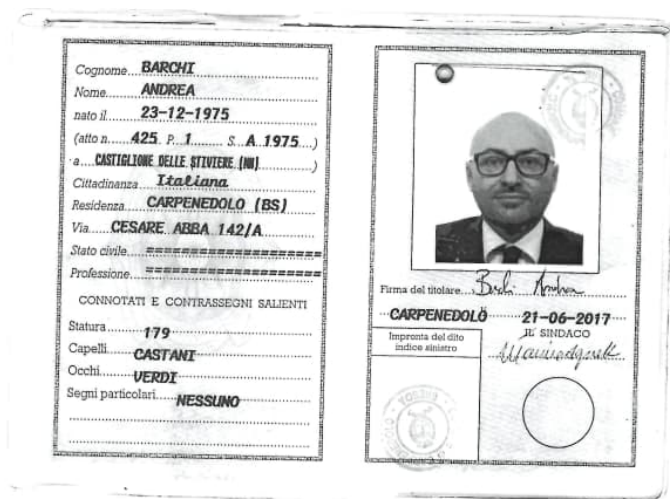 Cognome BARCHI
Nome ANDREA
nato il 23-12-1975
(atto n. 425 P. 1 S. A 1975)
a CASTIGLIONE DELLE STIVIERE (MN)
Cittadinanza Italiana
Residenza CARPENEDOLO (BS)
Via CESARE ABBA 142/A
Stato civile =====================
Professione =====================
CONNOTATI E CONTRASSEGNI SALIENTI
Statura 179
Capelli CASTANI
Occhi VERDI
Segni particolari NESSUNO
Firma del titolare
CARPENEDOLO 21-06-2017
IL SINDACO
Impronta del dito
indice sinistro